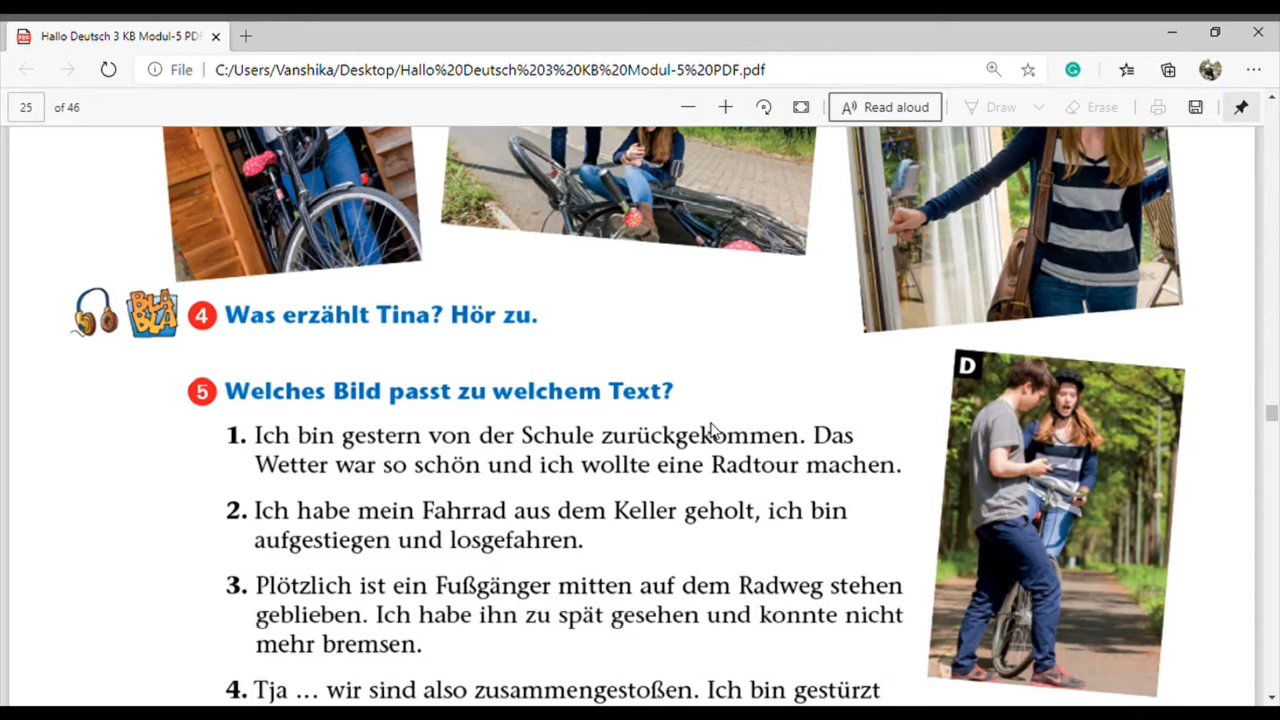 Hallo Deutsch 3 KB Modul-5 PDF
File C:/Users/Vanshika/Desktop/Hallo%20Deutsch%203%20KB%20Modul-5%20PDF.pdf
25 of 46 Read aloud Draw Erase
BLA
BLA
4 Was erzählt Tina? Hör zu.
D
5 Welches Bild passt zu welchem Text?
1. Ich bin gestern von der Schule zurückgekommen. Das
Wetter war so schön und ich wollte eine Radtour machen.
2. Ich habe mein Fahrrad aus dem Keller geholt, ich bin
aufgestiegen und losgefahren.
3. Plötzlich ist ein Fußgänger mitten auf dem Radweg stehen
geblieben. Ich habe ihn zu spät gesehen und konnte nicht
mehr bremsen.
4. Tja ... wir sind also zusammengestoßen. Ich bin gestürzt